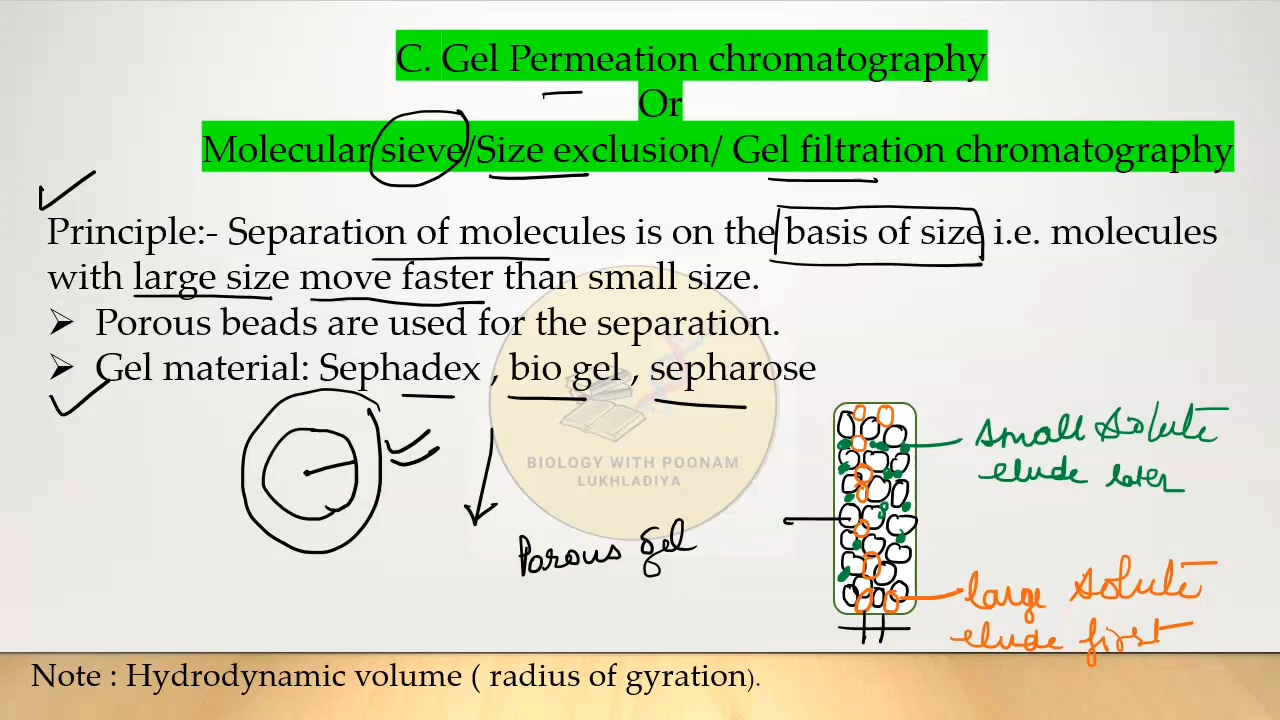 C. Gel Permeation chromatography
Or
Molecular sieve/Size exclusion/ Gel filtration chromatography
Principle:- Separation of molecules is on the basis of size i.e. molecules
with large size move faster than small size.
➢ Porous beads are used for the separation.
➢ Gel material: Sephadex , bio gel , sepharose
small solute
elude later
BIOLOGY WITH POONAM
LUKHLADIYA
Porous gel
large solute
elude first
Note : Hydrodynamic volume ( radius of gyration).